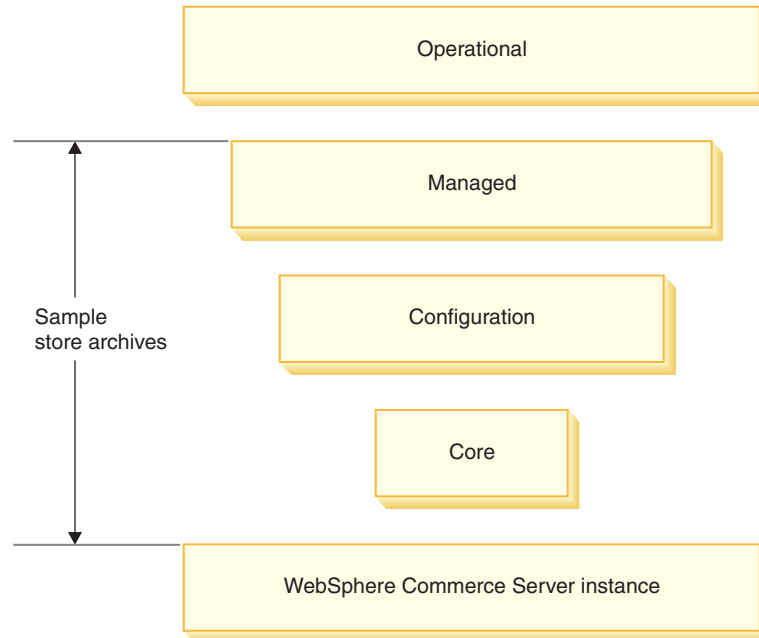 Operational
Managed
Sample
store archives
Configuration
Core
WebSphere Commerce Server instance